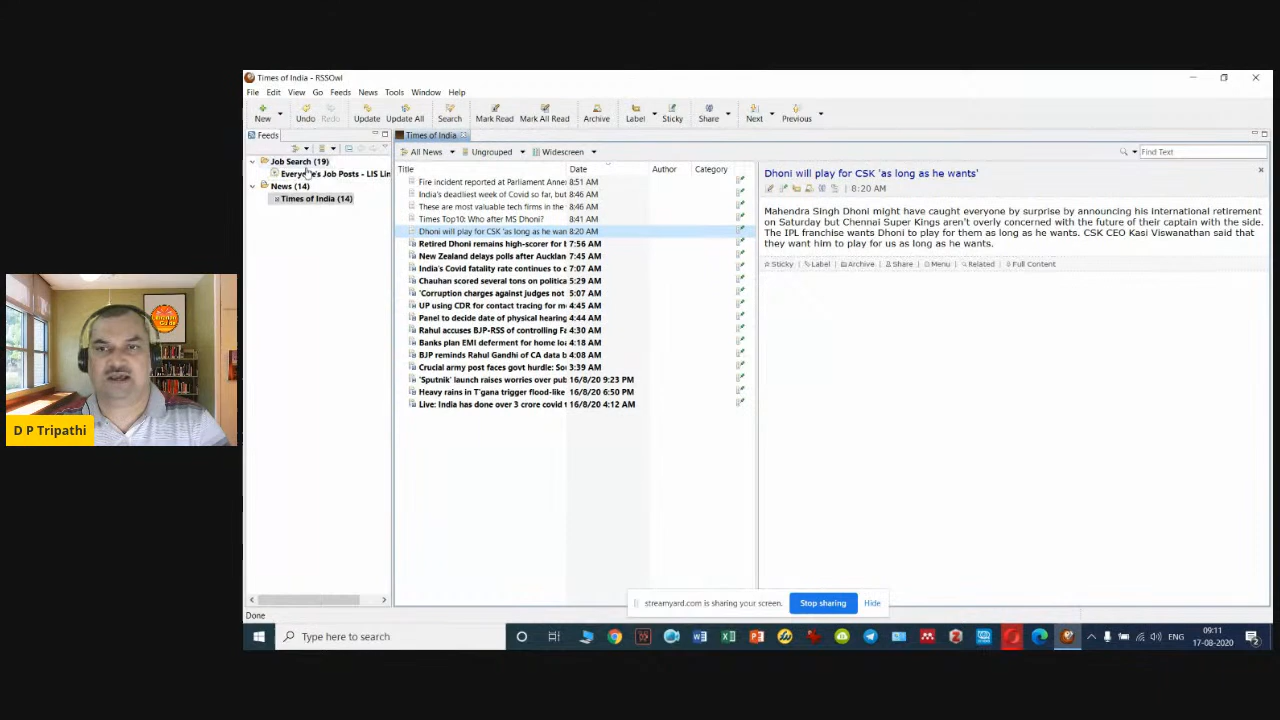 Times of India - RSSOwl
File Edit View Go Feeds News Tools Window Help
New Undo Redo Update Update All Search Mark Read Mark All Read Archive Label Sticky Share Next Previous
Feeds
Job Search (19)
Everyone's Job Posts - LIS Lin
News (14)
Times of India (14)
Times of India
All News Ungrouped Widescreen
Find Text
Title Date Author Category
Fire incident reported at Parliament Anne 8:51 AM
India's deadliest week of Covid so far, but 8:46 AM
These are most valuable tech firms in the 8:46 AM
Times Top10: Who after MS Dhoni? 8:41 AM
Dhoni will play for CSK 'as long as he wan 8:20 AM
Retired Dhoni remains high-scorer for 7:56 AM
New Zealand delays polls after Aucklan 7:45 AM
India's Covid fatality rate continues to 7:07 AM
Chauhan scored several tons on politica 5:29 AM
'Corruption charges against judges not 5:07 AM
UP using CDR for contact tracing for 4:45 AM
Panel to decide date of physical hearing 4:44 AM
Rahul accuses BJP-RSS of controlling 4:30 AM
Banks plan EMI deferment for home 4:18 AM
BJP reminds Rahul Gandhi of CA data 4:08 AM
Crucial army post faces govt hurdle: 3:39 AM
'Sputnik' launch raises worries over 16/8/20 9:23 PM
Heavy rains in T'gana trigger flood-like 16/8/20 6:50 PM
Live: India has done over 3 crore covid 16/8/20 4:12 AM
Dhoni will play for CSK 'as long as he wants'
8:20 AM
Mahendra Singh Dhoni might have caught everyone by surprise by announcing his international retirement
on Saturday but Chennai Super Kings aren't overly concerned with the future of their captain with the side.
The IPL franchise wants Dhoni to play for them as long as he wants. CSK CEO Kasi Viswanathan said that
they want him to play for us as long as he wants.
Sticky Label Archive Share Menu Related Full Content
Librarian
Guide
D P Tripathi
streamyard.com is sharing your screen. Stop sharing Hide
Done
Type here to search
ENG
09:11
17-08-2020